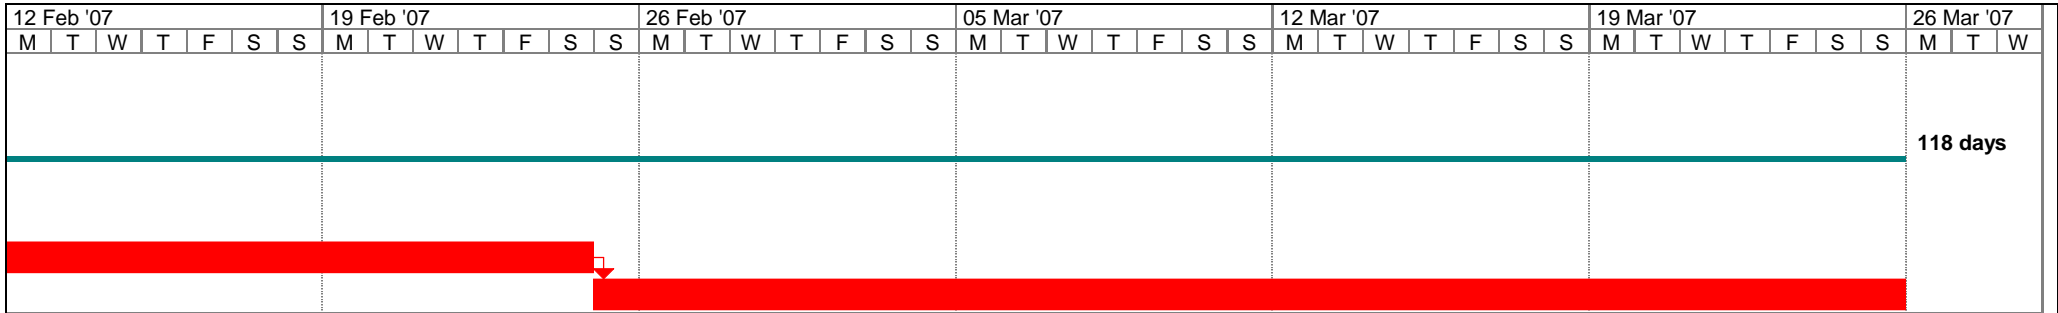 12 Feb '07 19 Feb '07 26 Feb '07 05 Mar '07 12 Mar '07 19 Mar '07 26 Mar '07
M T W T F S S M T W T F S S M T W T F S S M T W T F S S M T W T F S S M T W T F S S M T W
118 days